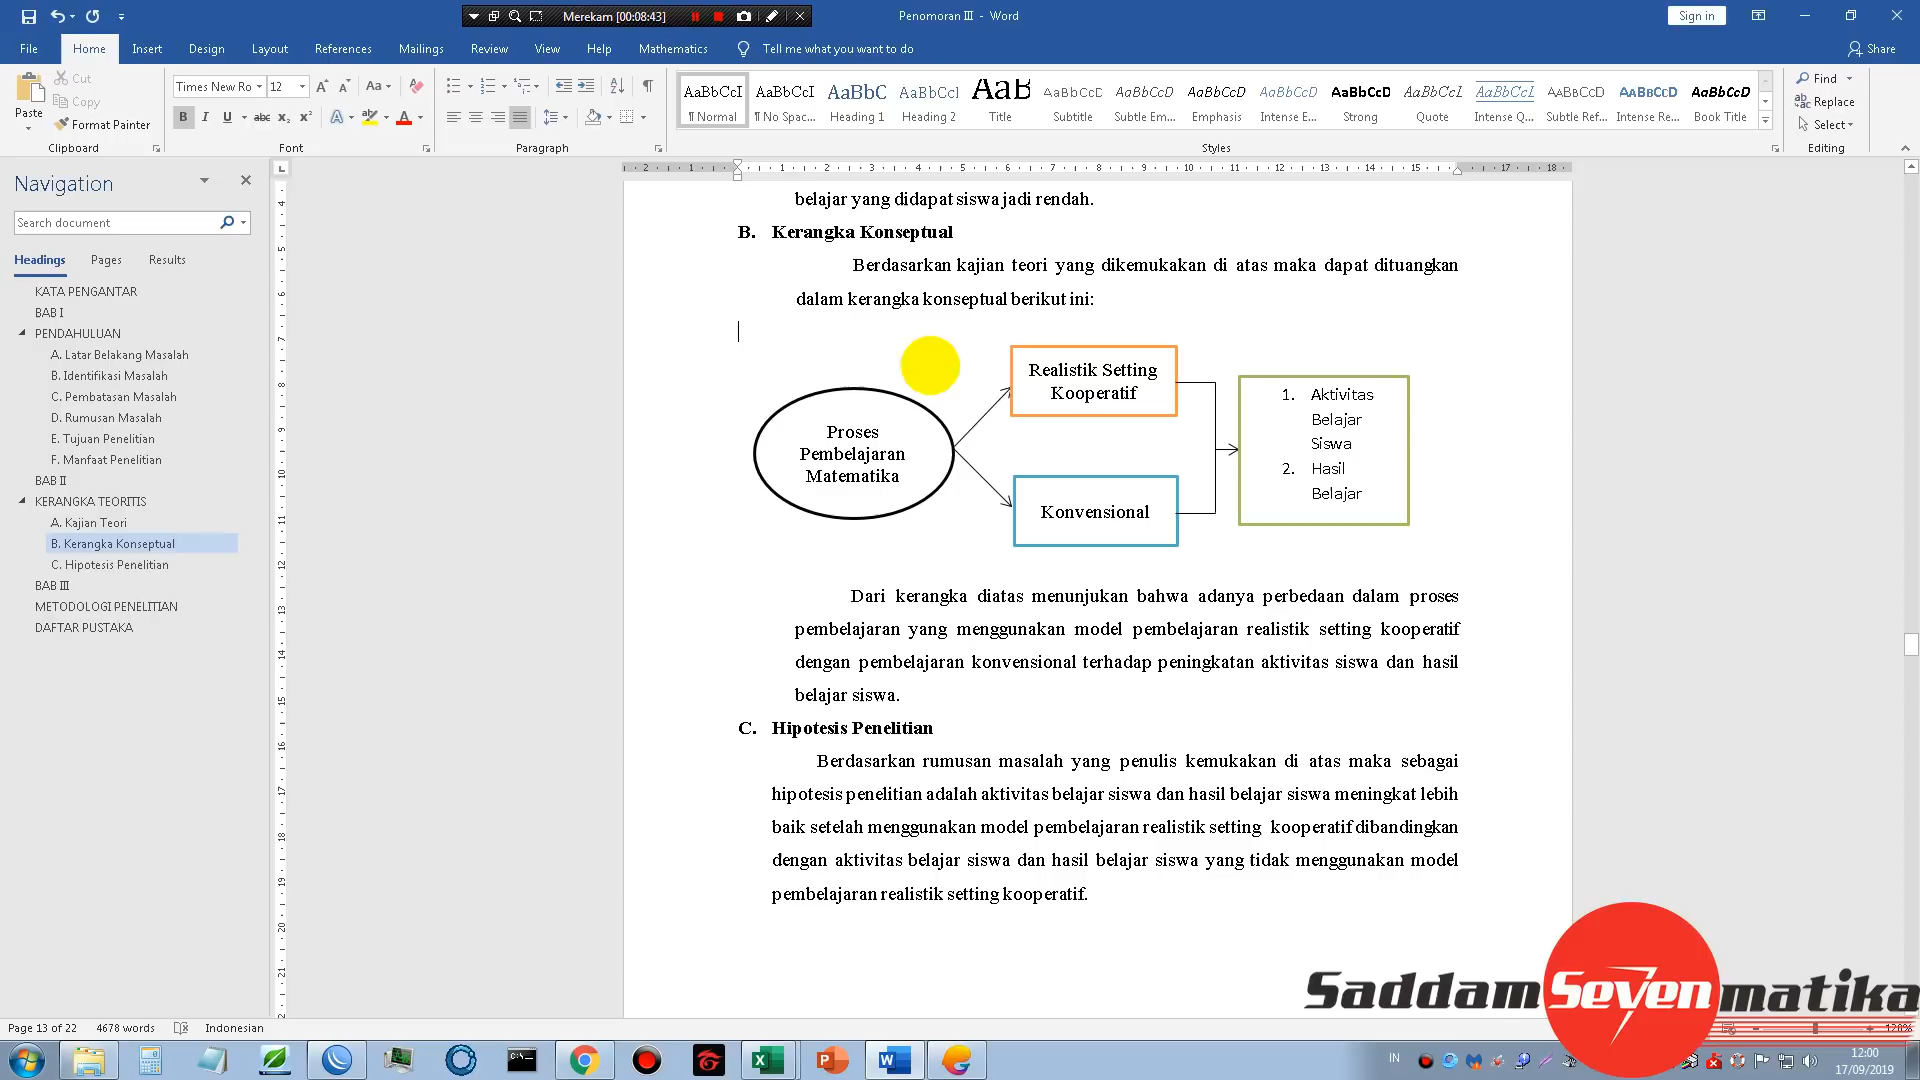 Merekam [00:08:43]
Penomoran III - Word
Sign in
File Home Insert Design Layout References Mailings Review View Help Mathematics Tell me what you want to do Share
Paste
Cut
Copy
Format Painter
Clipboard
Times New Ro 12
Font
Paragraph
AaBbCcI AaBbCcI AaBbC AaBbCcI AaB AaBbCcD AaBbCcD AaBbCcD AaBbCcD AaBbCcD AaBbCcI AaBbCcI AaBbCcD AaBbCcD AaBbCcD
¶ Normal ¶ No Spac... Heading 1 Heading 2 Title Subtitle Subtle Em... Emphasis Intense E... Strong Quote Intense Q... Subtle Ref... Intense Re... Book Title
Styles
Find
Replace
Select
Editing
Navigation
Search document
Headings Pages Results
KATA PENGANTAR
BAB I
PENDAHULUAN
A. Latar Belakang Masalah
B. Identifikasi Masalah
C. Pembatasan Masalah
D. Rumusan Masalah
E. Tujuan Penelitian
F. Manfaat Penelitian
BAB II
KERANGKA TEORITIS
A. Kajian Teori
B. Kerangka Konseptual
C. Hipotesis Penelitian
BAB III
METODOLOGI PENELITIAN
DAFTAR PUSTAKA
belajar yang didapat siswa jadi rendah.
B. Kerangka Konseptual
Berdasarkan kajian teori yang dikemukakan di atas maka dapat dituangkan
dalam kerangka konseptual berikut ini:
Proses
Pembelajaran
Matematika
Realistik Setting
Kooperatif
Konvensional
1. Aktivitas
Belajar
Siswa
2. Hasil
Belajar
Dari kerangka diatas menunjukan bahwa adanya perbedaan dalam proses
pembelajaran yang menggunakan model pembelajaran realistik setting kooperatif
dengan pembelajaran konvensional terhadap peningkatan aktivitas siswa dan hasil
belajar siswa.
C. Hipotesis Penelitian
Berdasarkan rumusan masalah yang penulis kemukakan di atas maka sebagai
hipotesis penelitian adalah aktivitas belajar siswa dan hasil belajar siswa meningkat lebih
baik setelah menggunakan model pembelajaran realistik setting kooperatif dibandingkan
dengan aktivitas belajar siswa dan hasil belajar siswa yang tidak menggunakan model
pembelajaran realistik setting kooperatif.
SaddamSevenmatika
Page 13 of 22 4678 words Indonesian
120%
IN
12:00
17/09/2019